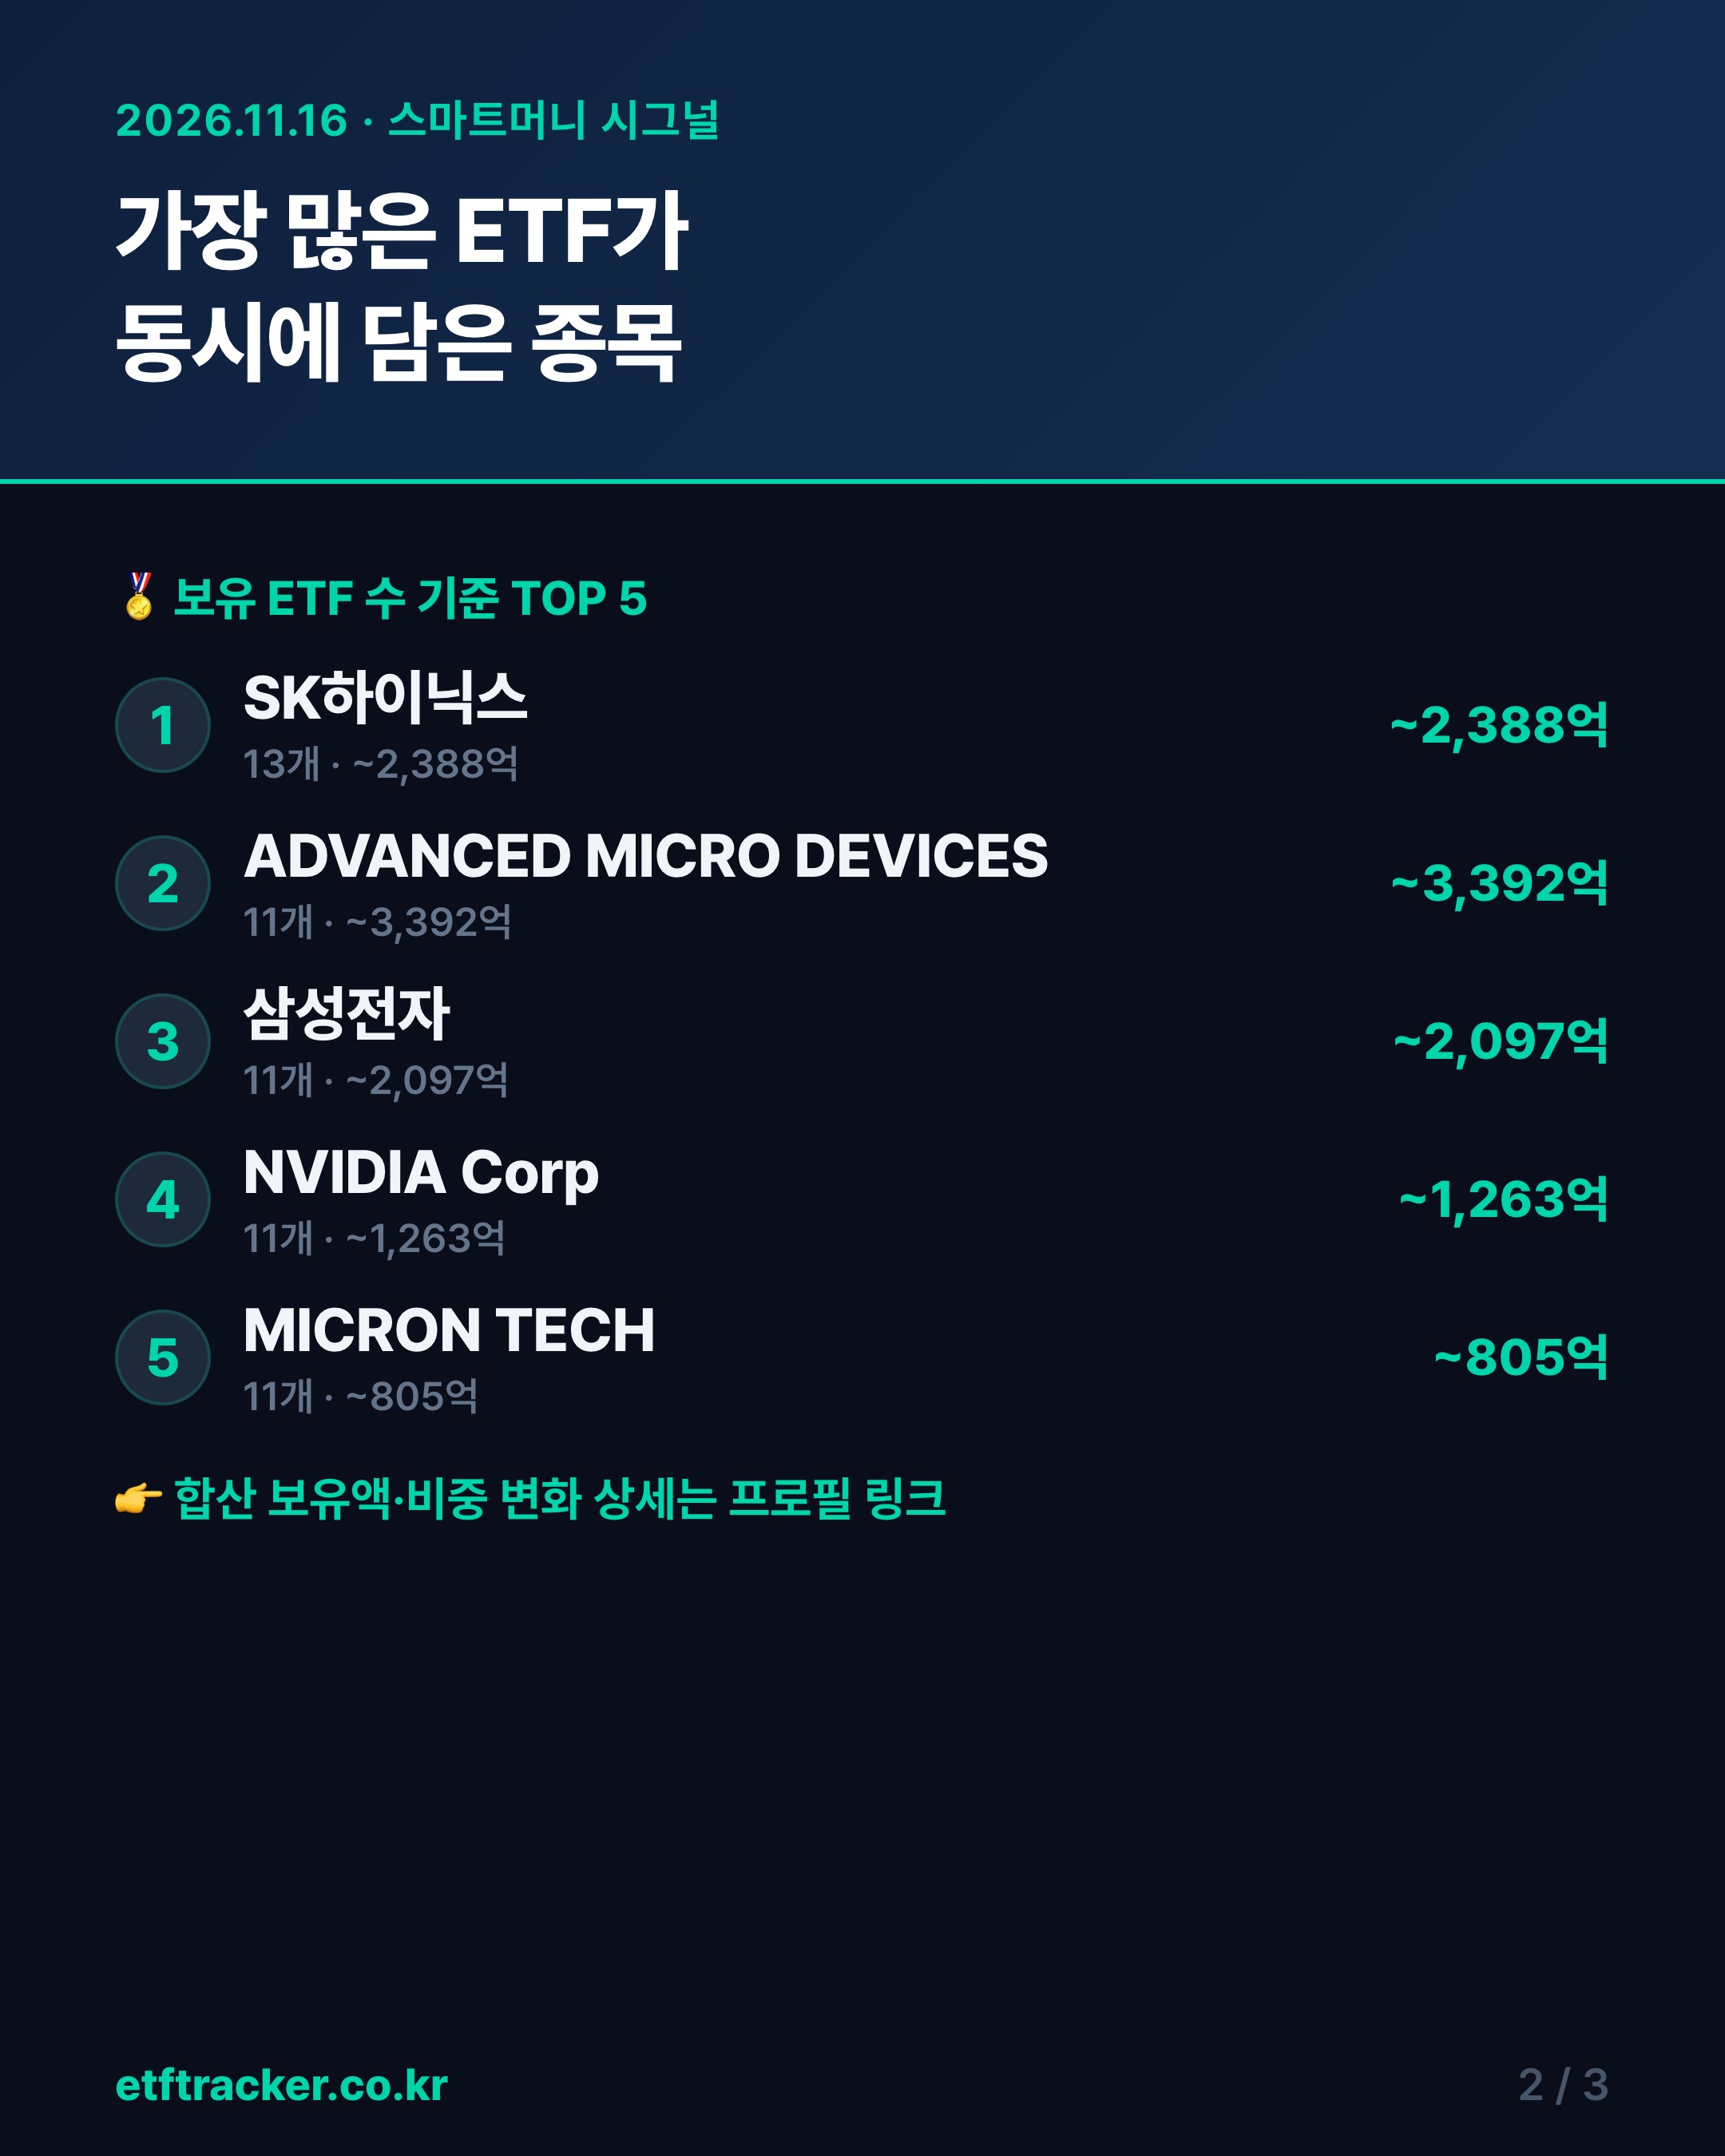 2026.11.16 · 스마트머니 시그널
가장 많은 ETF가
동시에 담은 종목
🏅 보유 ETF 수 기준 TOP 5
1 SK하이닉스 ~2,388억
13개 · ~2,388억
2 ADVANCED MICRO DEVICES ~3,392억
11개 · ~3,392억
3 삼성전자 ~2,097억
11개 · ~2,097억
4 NVIDIA Corp ~1,263억
11개 · ~1,263억
5 MICRON TECH ~805억
11개 · ~805억
👉 합산 보유액·비중 변화 상세는 프로필 링크
etftracker.co.kr 2 / 3